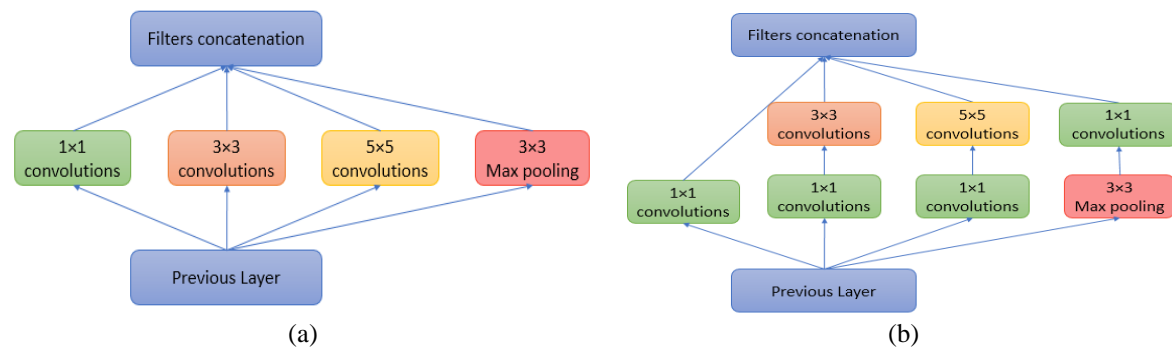 Filters concatenation
1×1
convolutions
3×3
convolutions
5×5
convolutions
3×3
Max pooling
Previous Layer
(a)
Filters concatenation
3×3
convolutions
5×5
convolutions
1×1
convolutions
1×1
convolutions
1×1
convolutions
1×1
convolutions
3×3
Max pooling
Previous Layer
(b)